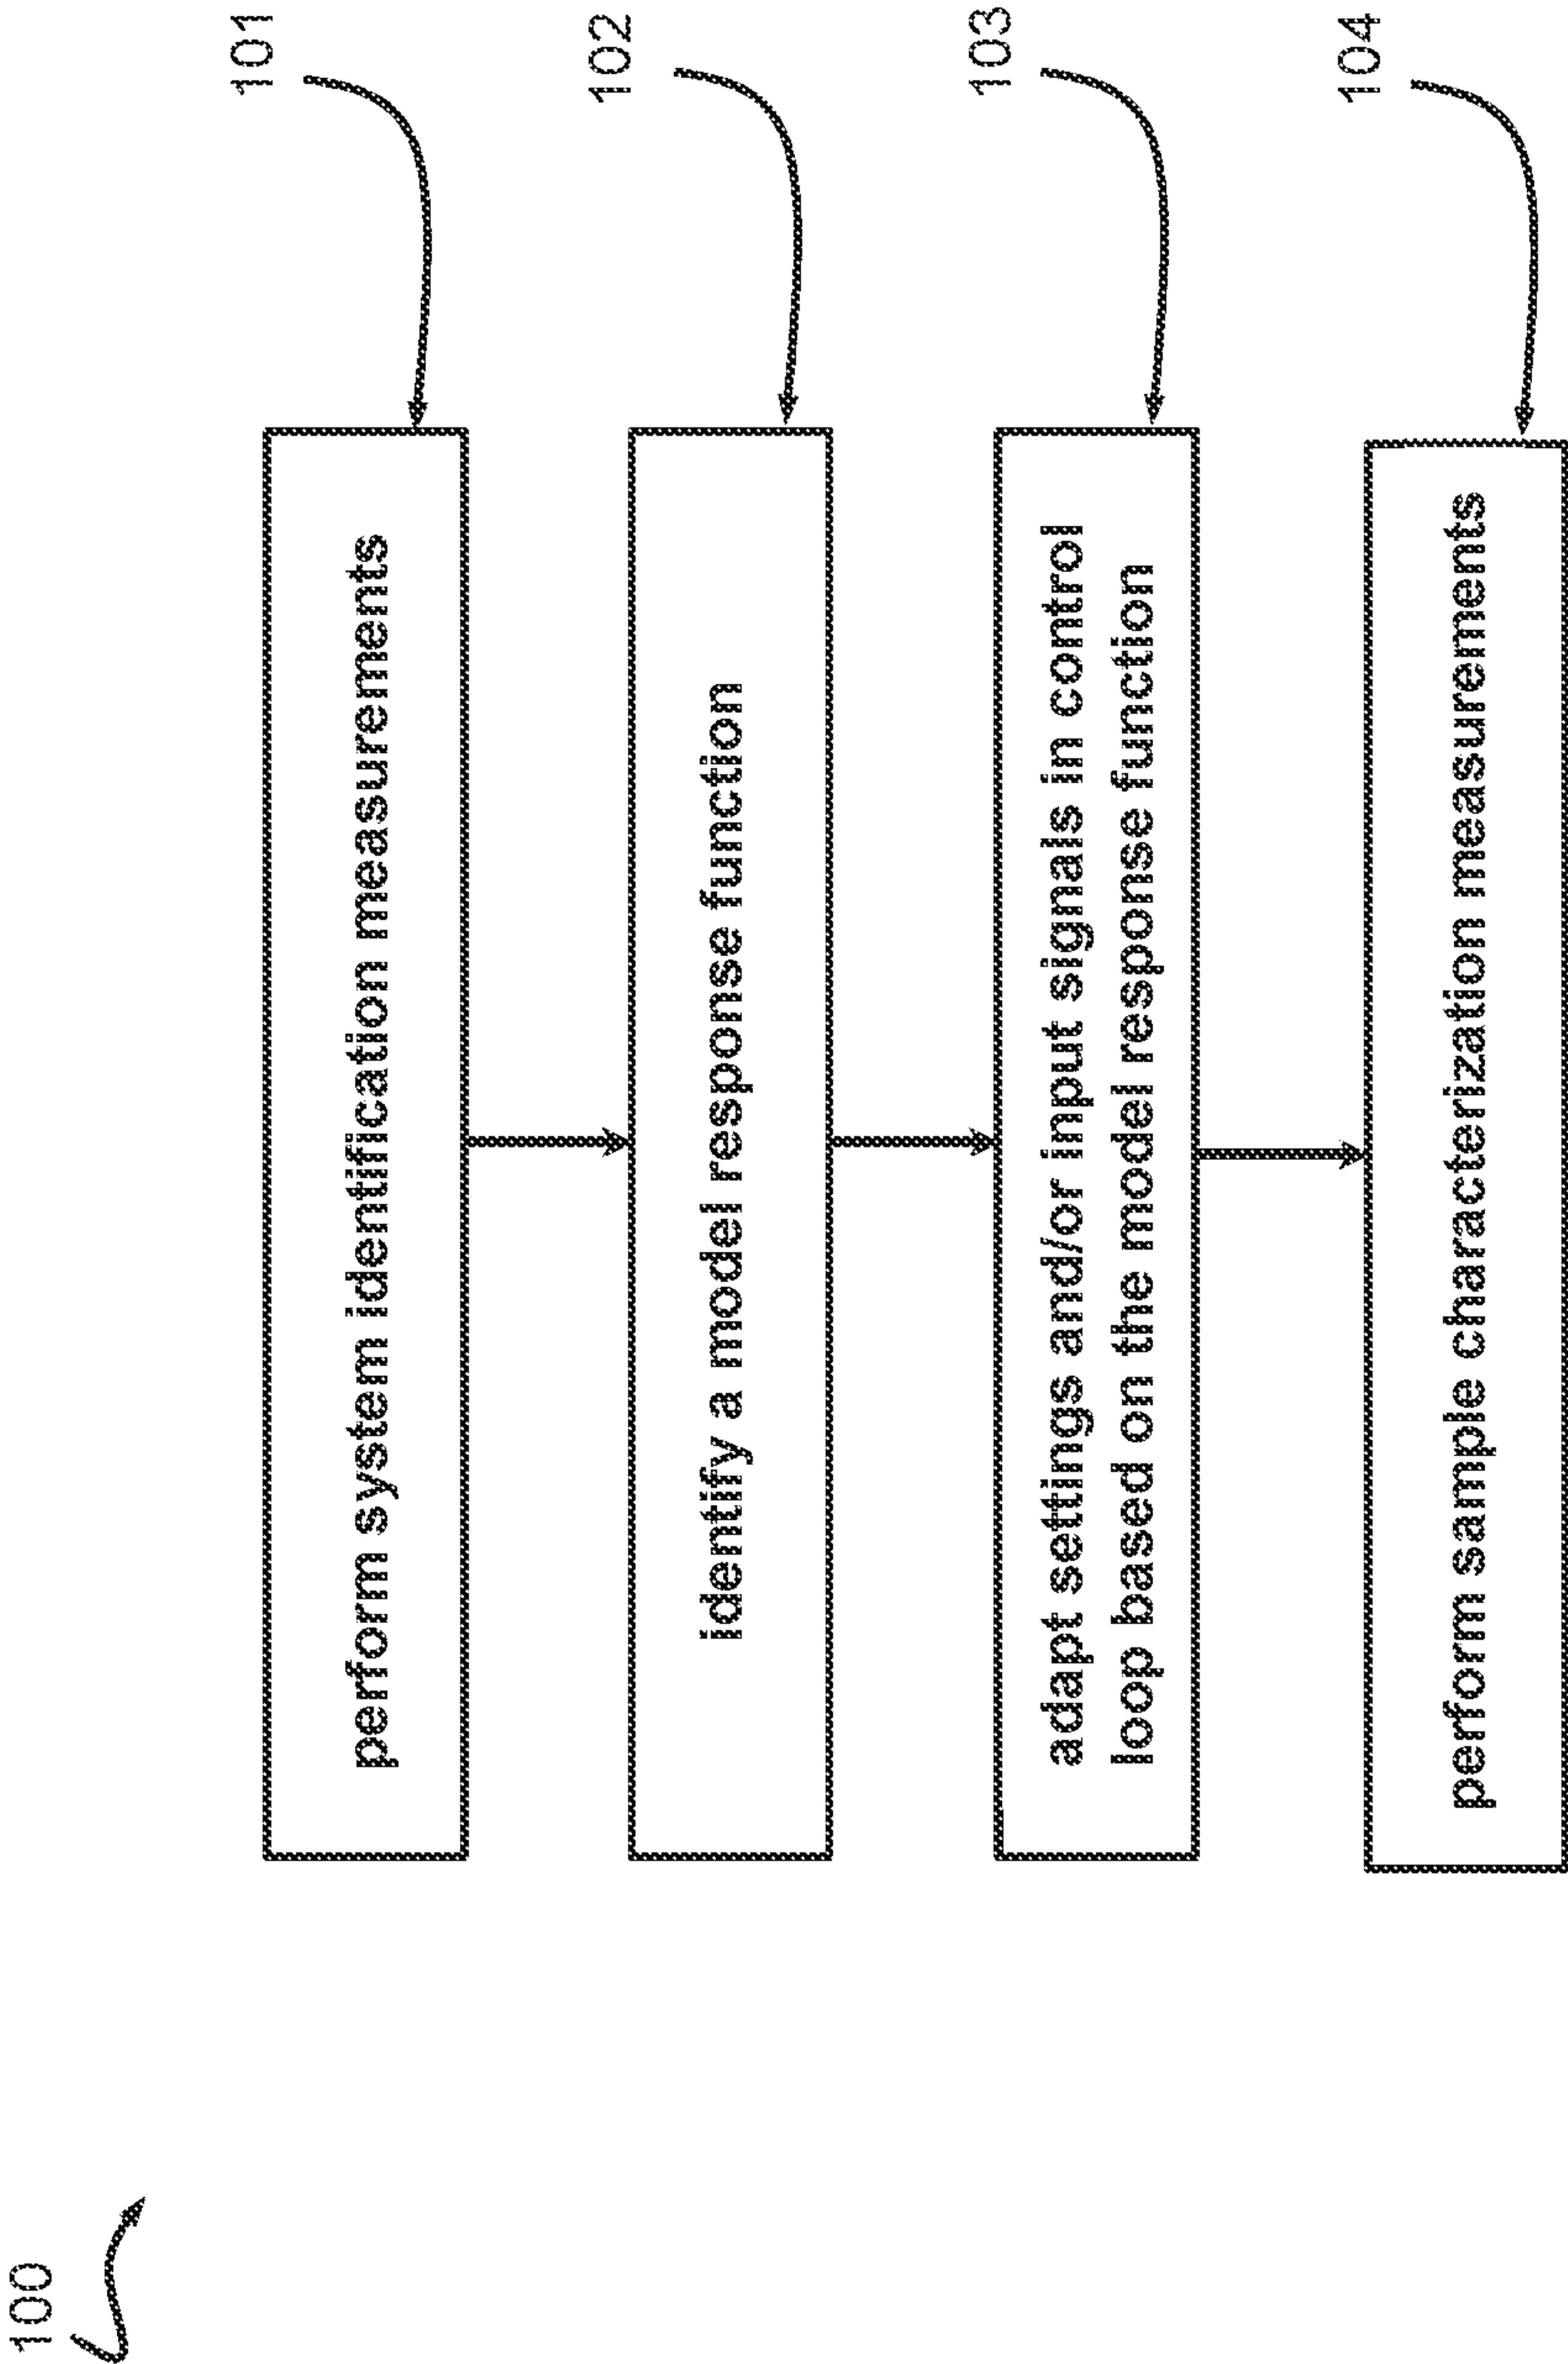 100
101
perform system identification measurements
102
identify a model response function
103
adapt settings and/or input signals in control
loop based on the model response function
104
perform sample characterization measurements